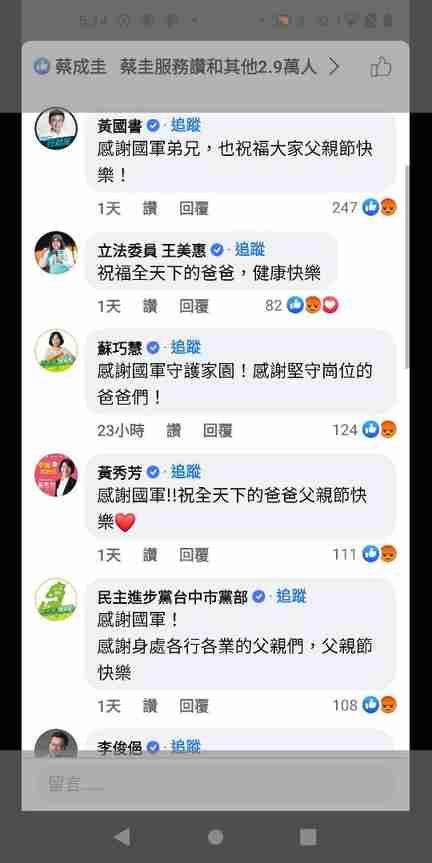 5:14
蔡成圭 蔡圭服務讚和其他2.9萬人
黃國書 · 追蹤
感謝國軍弟兄，也祝福大家父親節快
樂！
1天 讚 回覆 247
立法委員 王美惠 · 追蹤
祝福全天下的爸爸，健康快樂
1天 讚 回覆 82
蘇巧慧 · 追蹤
感謝國軍守護家園！感謝堅守崗位的
爸爸們！
23小時 讚 回覆 124
黃秀芳 · 追蹤
感謝國軍!!祝全天下的爸爸父親節快
樂❤️
1天 讚 回覆 111
民主進步黨台中市黨部 · 追蹤
感謝國軍！
感謝身處各行各業的父親們，父親節
快樂
1天 讚 回覆 108
李俊俋 · 追蹤
留言......